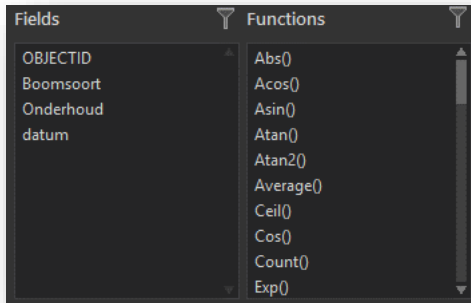 Fields
OBJECTID
Boomsoort
Onderhoud
datum
Functions
Abs()
Acos()
Asin()
Atan()
Atan2()
Average()
Ceil()
Cos()
Count()
Exp()